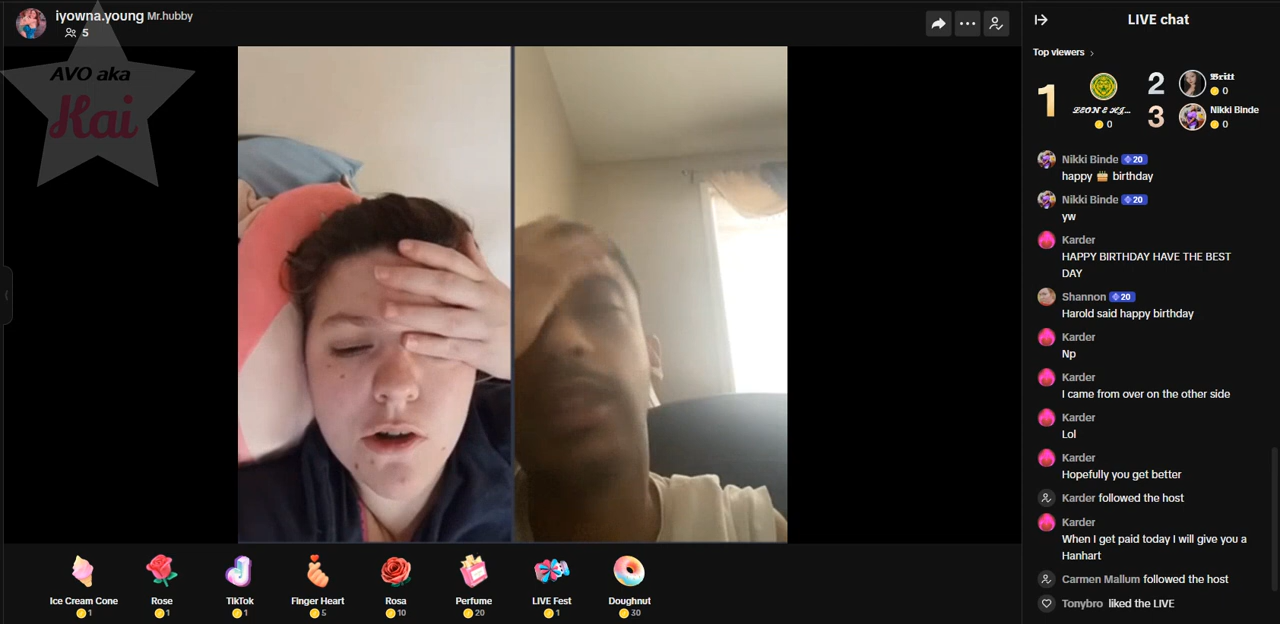 iyowna.young Mr.hubby
5
AVO aka
Kai
LIVE chat
Top viewers
1
0
2
Britt
0
3
Nikki Binde
0
Nikki Binde 20
happy 🎂 birthday
Nikki Binde 20
yw
Karder
HAPPY BIRTHDAY HAVE THE BEST
DAY
Shannon 20
Harold said happy birthday
Karder
Np
Karder
I came from over on the other side
Karder
Lol
Karder
Hopefully you get better
Karder followed the host
Karder
When I get paid today I will give you a
Hanhart
Carmen Mallum followed the host
Tonybro liked the LIVE
Ice Cream Cone
1
Rose
1
TikTok
1
Finger Heart
5
Rosa
10
Perfume
20
LIVE Fest
1
Doughnut
30